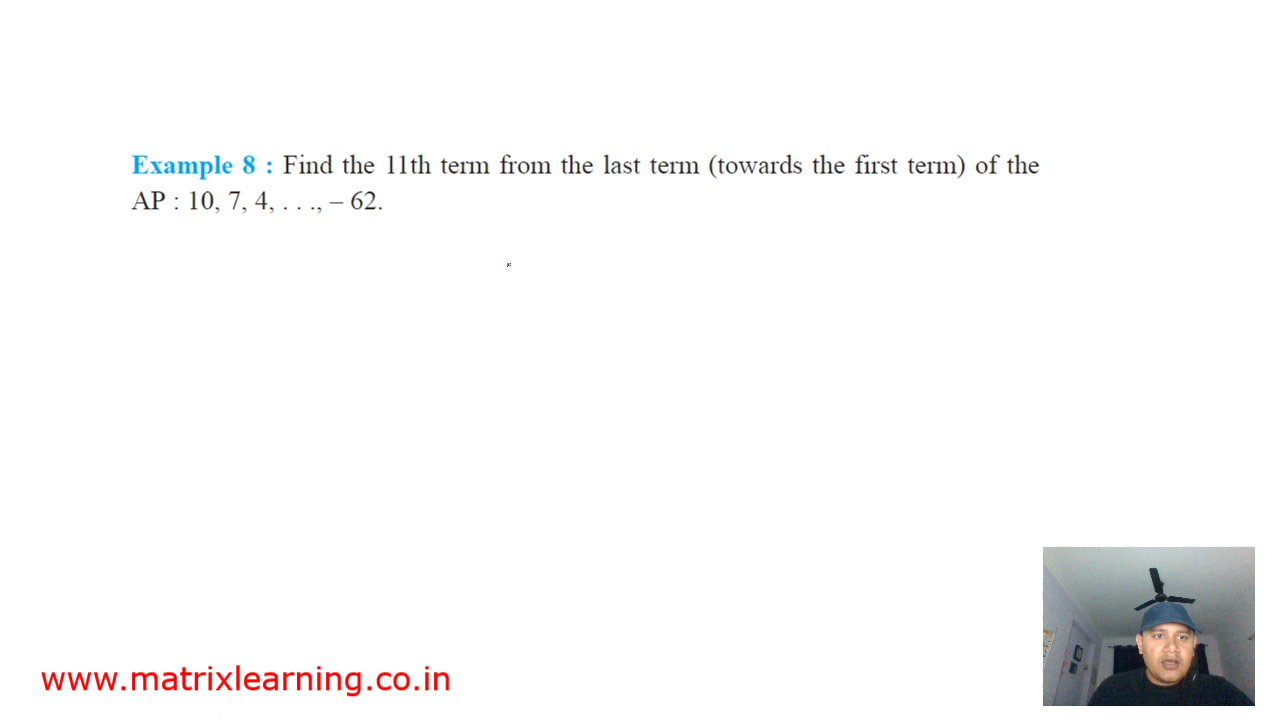 Example 8 : Find the 11th term from the last term (towards the first term) of the
AP : 10, 7, 4, . . ., – 62.
www.matrixlearning.co.in